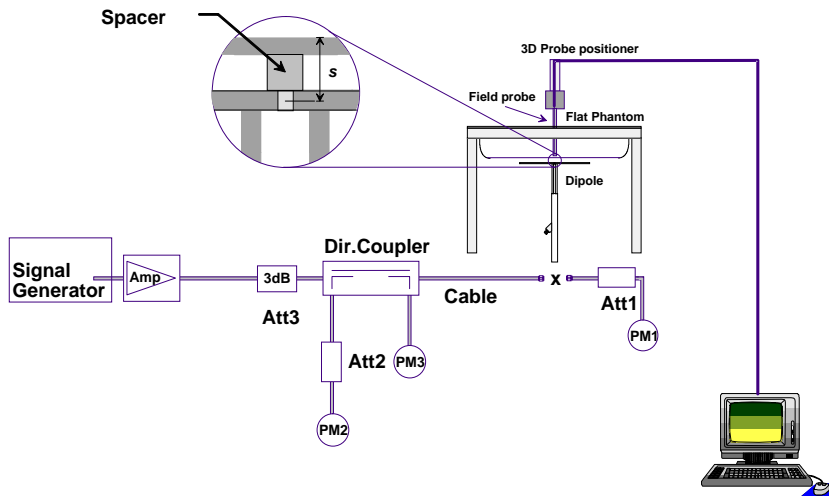 Spacer
s
3D Probe positioner
Field probe
Flat Phantom
Dipole
Dir.Coupler
Signal
Generator
Amp
3dB
Att3
Cable
x
Att1
PM1
Att2
PM3
PM2